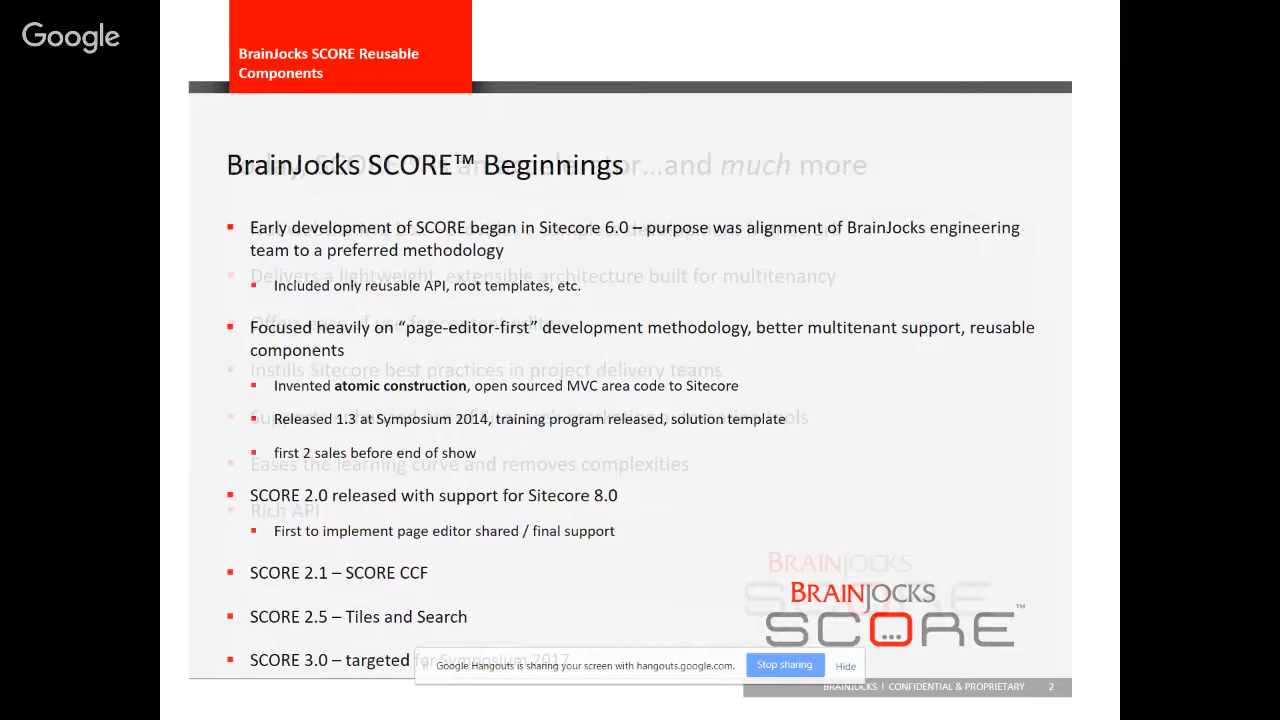 Google
BrainJocks SCORE Reusable
Components
BrainJocks SCORE™ Beginnings
and much more
Early development of SCORE began in Sitecore 6.0 – purpose was alignment of BrainJocks engineering
team to a preferred methodology
Delivers a lightweight, extensible architecture built for multitenancy
Included only reusable API, root templates, etc.
Focused heavily on “page-editor-first” development methodology, better multitenant support, reusable
components
Instills Sitecore best practices in project delivery teams
Invented atomic construction, open sourced MVC area code to Sitecore
Released 1.3 at Symposium 2014, training program released, solution template
first 2 sales before end of show
Eases the learning curve and removes complexities
SCORE 2.0 released with support for Sitecore 8.0
Rich API
First to implement page editor shared / final support
SCORE 2.1 – SCORE CCF
BRAINJOCKS
SCORE
BRAINJOCKS
SCORE™
SCORE 2.5 – Tiles and Search
SCORE 3.0 – targeted for Symposium 2017
Google Hangouts is sharing your screen with hangouts.google.com.
Stop sharing
Hide
BRAINJOCKS | CONFIDENTIAL & PROPRIETARY 2